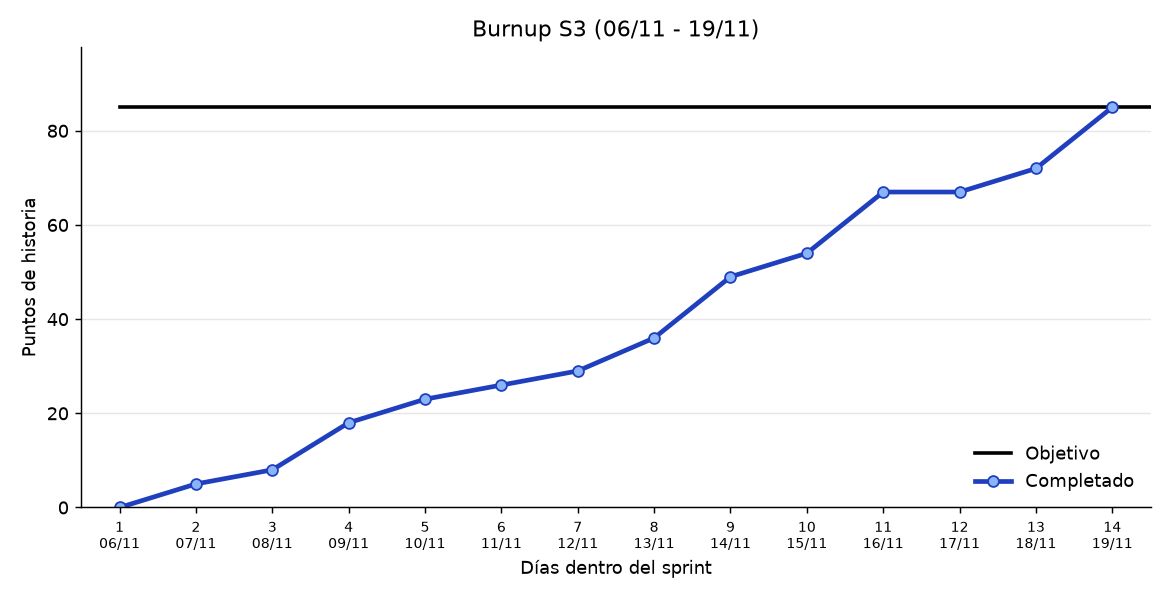 Burnup S3 (06/11 - 19/11)
Puntos de historia
80
60
40
20
0
1 2 3 4 5 6 7 8 9 10 11 12 13 14
06/11 07/11 08/11 09/11 10/11 11/11 12/11 13/11 14/11 15/11 16/11 17/11 18/11 19/11
Días dentro del sprint
Objetivo
Completado